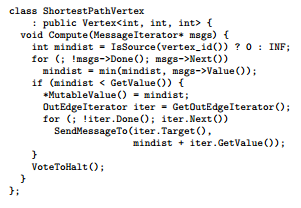 class ShortestPathVertex
    : public Vertex<int, int, int> {
  void Compute(MessageIterator* msgs) {
    int mindist = IsSource(vertex_id()) ? 0 : INF;
    for (; !msgs->Done(); msgs->Next())
      mindist = min(mindist, msgs->Value());
    if (mindist < GetValue()) {
      *MutableValue() = mindist;
      OutEdgeIterator iter = GetOutEdgeIterator();
      for (; !iter.Done(); iter.Next())
        SendMessageTo(iter.Target(),
                      mindist + iter.GetValue());
    }
    VoteToHalt();
  }
};